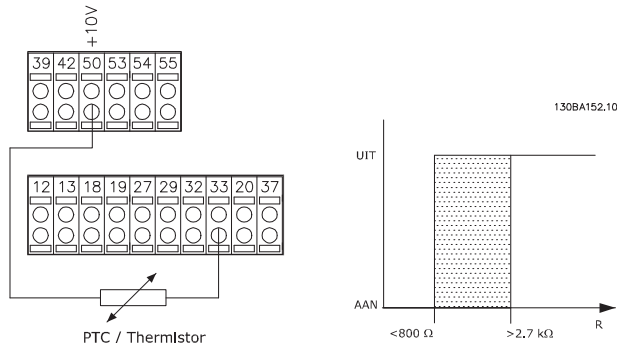 +10V
39 42 50 53 54 55
12 13 18 19 27 29 32 33 20 37
PTC / Thermistor
130BA152.10
UIT
AAN
<800 Ω
>2.7 kΩ
R